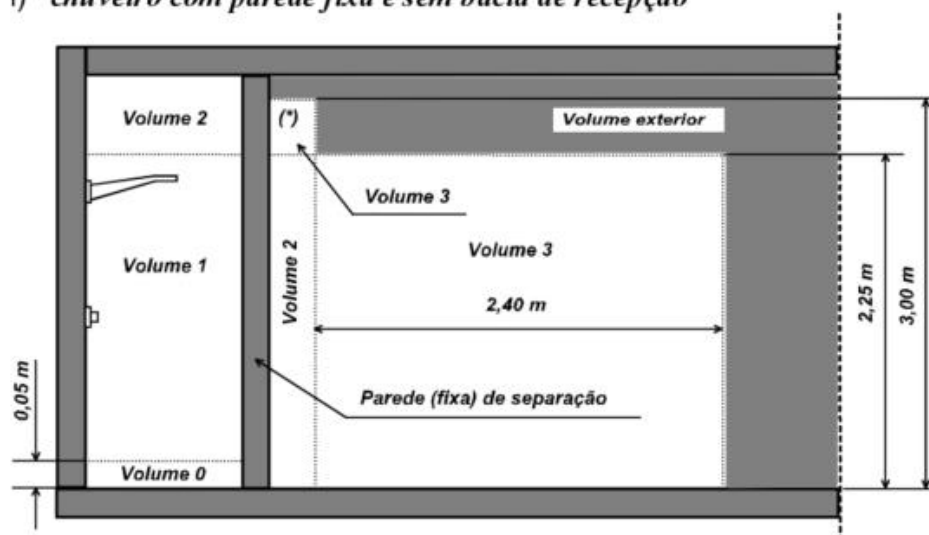 chuveiro com parede fixa e sem bacia de recepção
Volume 2
(*)
Volume exterior
Volume 3
Volume 1
Volume 2
Volume 3
2,40 m
2,25 m
3,00 m
0,05 m
Parede (fixa) de separação
Volume 0